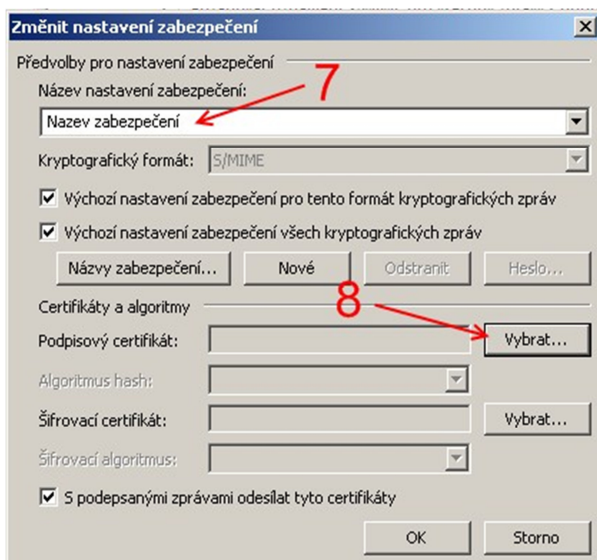 Změnit nastavení zabezpečení
Předvolby pro nastavení zabezpečení
7
Název nastavení zabezpečení:
Nazev zabezpečení
Kryptografický formát: S/MIME
Výchozí nastavení zabezpečení pro tento formát kryptografických zpráv
Výchozí nastavení zabezpečení všech kryptografických zpráv
Názvy zabezpečení... Nové Odstranit Heslo...
Certifikáty a algoritmy
8
Podpisový certifikát: Vybrat...
Algoritmus hash:
Šifrovací certifikát: Vybrat...
Šifrovací algoritmus:
S podepsanými zprávami odesílat tyto certifikáty
OK Storno